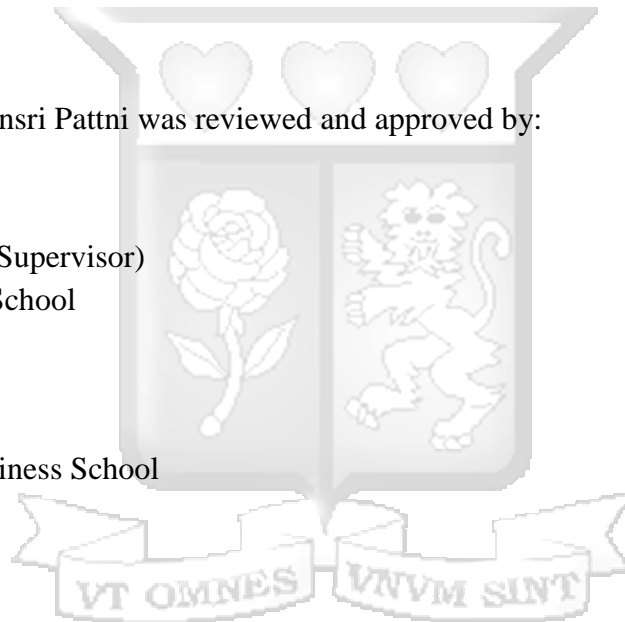 nsri Pattni was reviewed and approved by:
Supervisor)
School
iness School
VT OMNES VNVM SINT